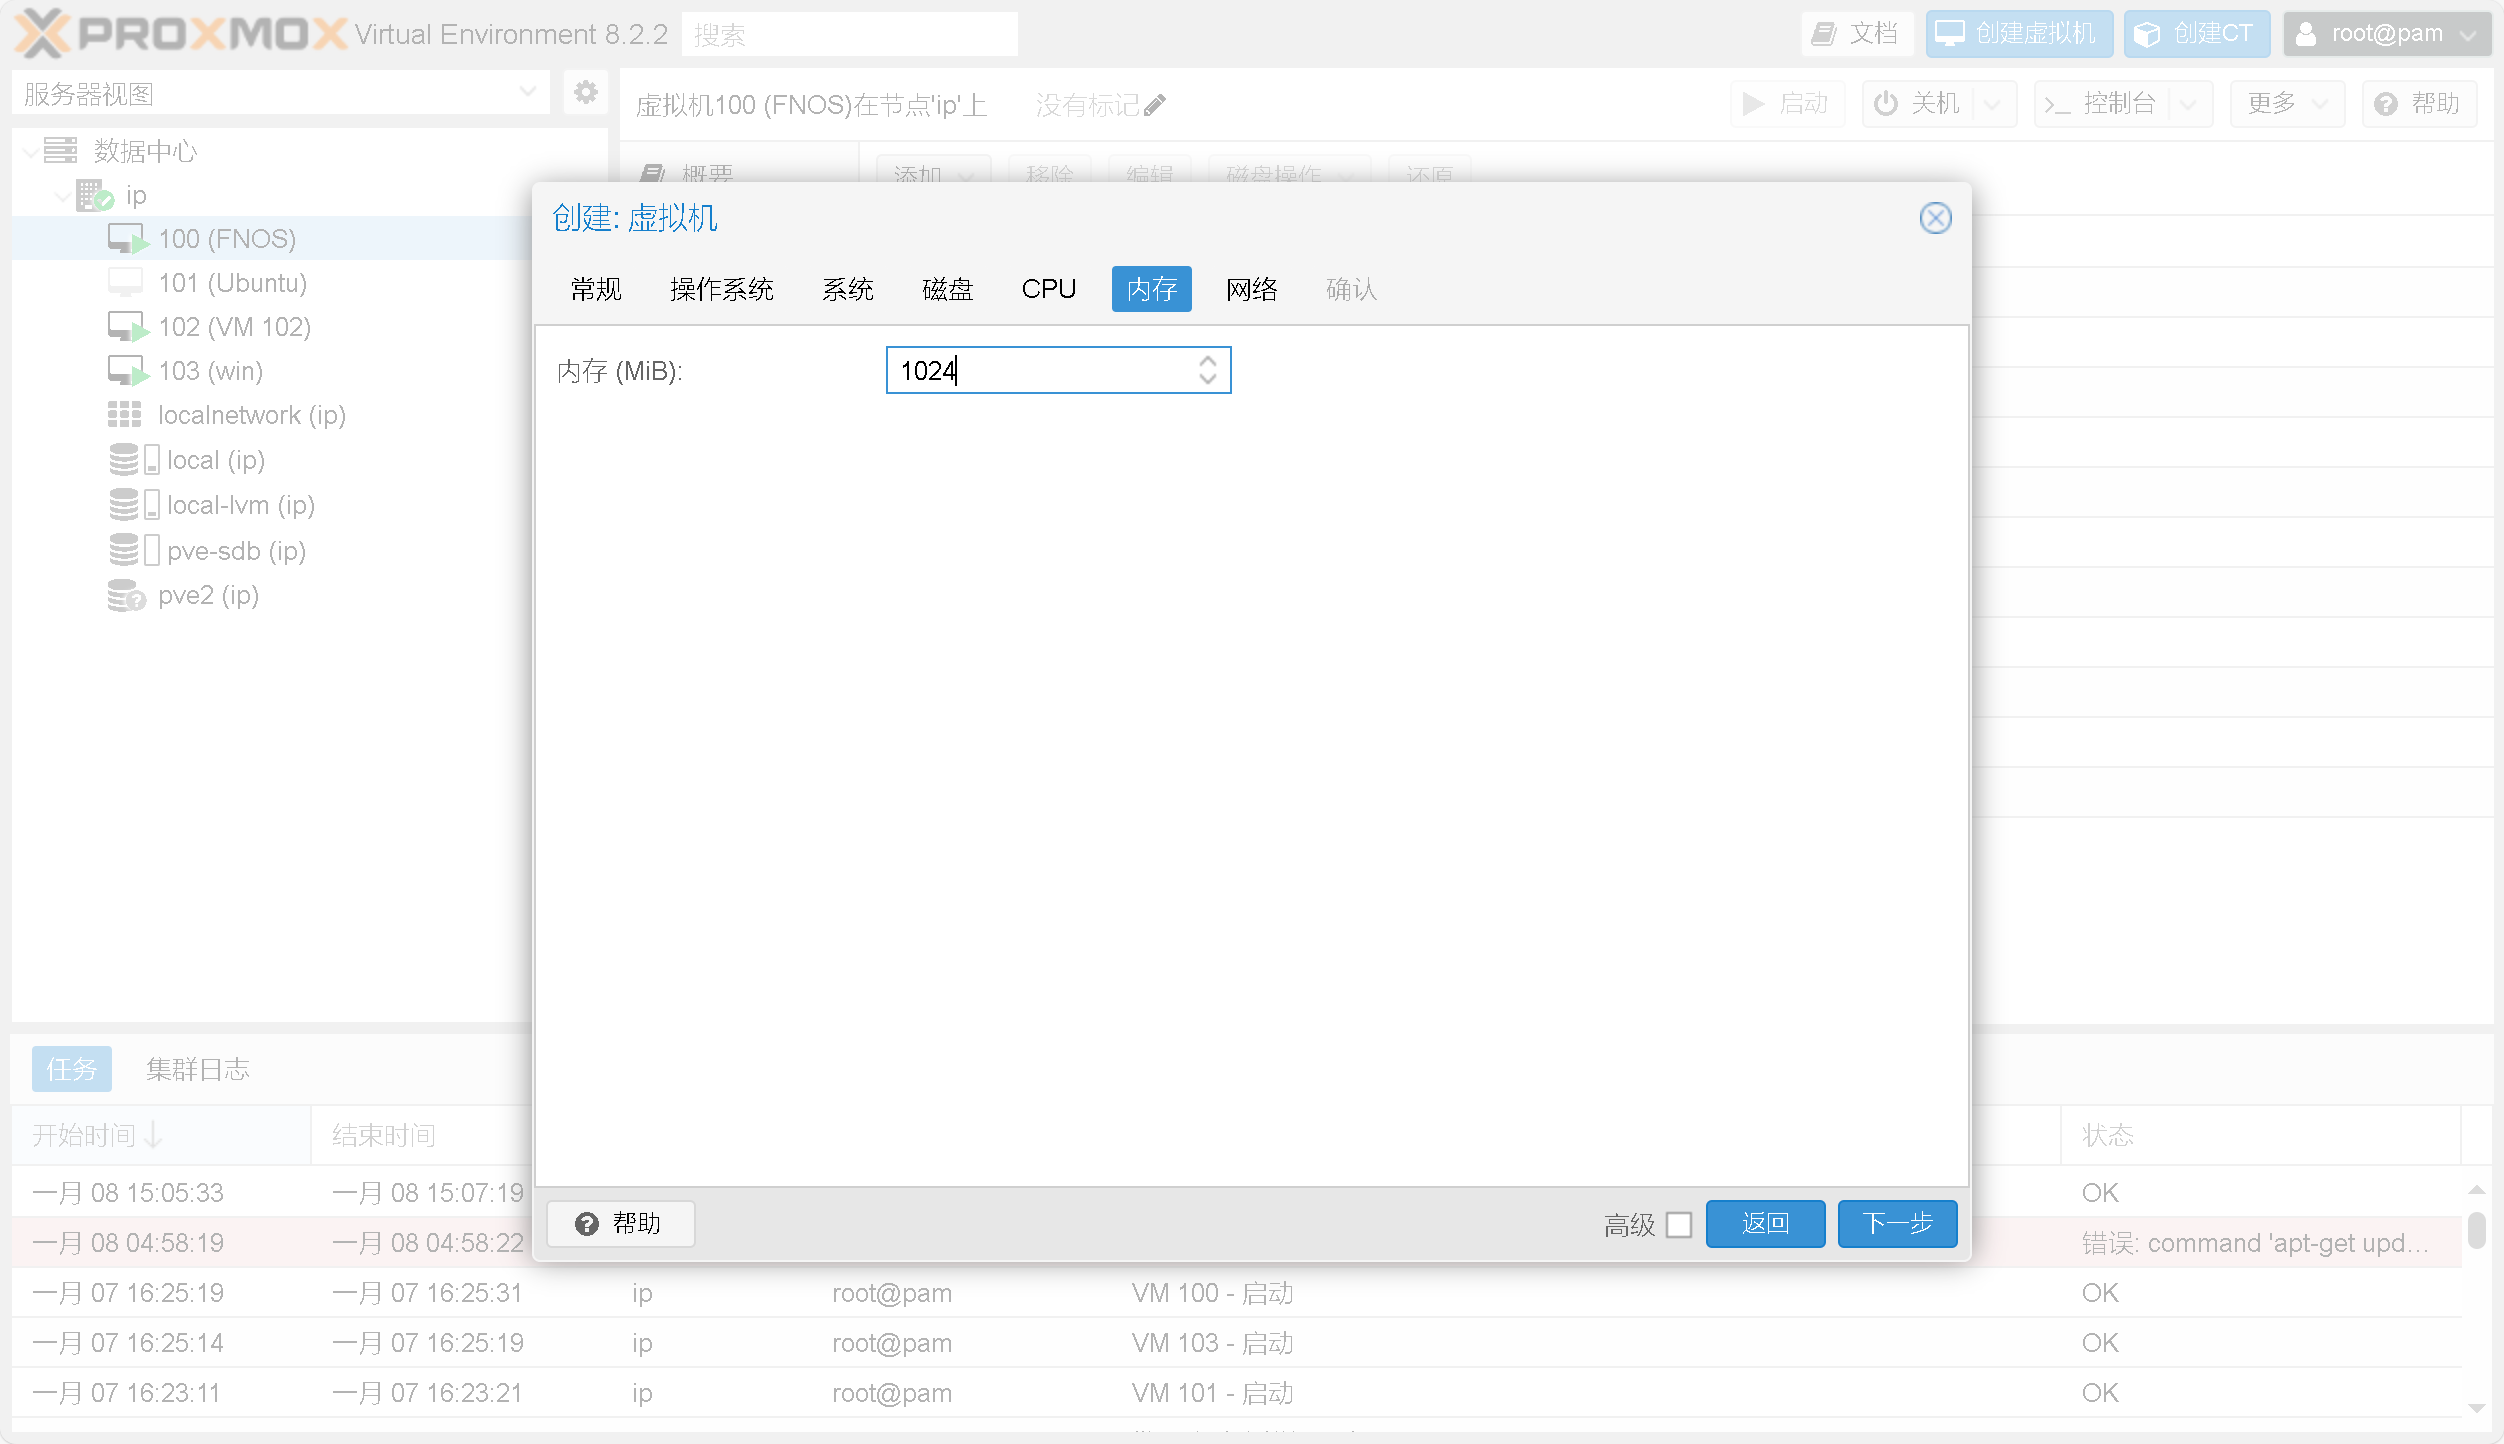 PROXMOX Virtual Environment 8.2.2 搜索 文档 创建虚拟机 创建CT root@pam
服务器视图
虚拟机100 (FNOS)在节点'ip'上 没有标记 启动 关机 控制台 更多 帮助
数据中心
ip
100 (FNOS)
101 (Ubuntu)
102 (VM 102)
103 (win)
localnetwork (ip)
local (ip)
local-lvm (ip)
pve-sdb (ip)
pve2 (ip)
概要 添加 移除 编辑 磁盘操作 还原
创建: 虚拟机
常规 操作系统 系统 磁盘 CPU 内存 网络 确认
内存 (MiB): 1024
帮助 高级 返回 下一步
任务 集群日志
开始时间 结束时间 状态
一月 08 15:05:33 一月 08 15:07:19 OK
一月 08 04:58:19 一月 08 04:58:22 错误: command 'apt-get upd...
一月 07 16:25:19 一月 07 16:25:31 ip root@pam VM 100 - 启动 OK
一月 07 16:25:14 一月 07 16:25:19 ip root@pam VM 103 - 启动 OK
一月 07 16:23:11 一月 07 16:23:21 ip root@pam VM 101 - 启动 OK